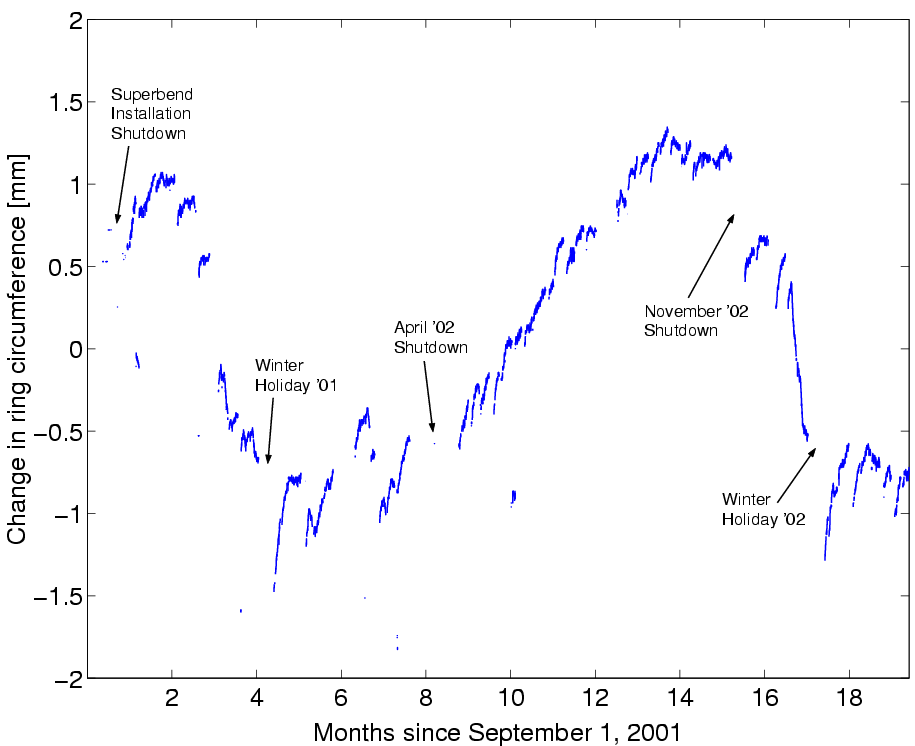 2
1.5
1
0.5
0
−0.5
−1
−1.5
−2
Change in ring circumference [mm]
Superbend
Installation
Shutdown
Winter
Holiday '01
April '02
Shutdown
November '02
Shutdown
Winter
Holiday '02
2 4 6 8 10 12 14 16 18
Months since September 1, 2001